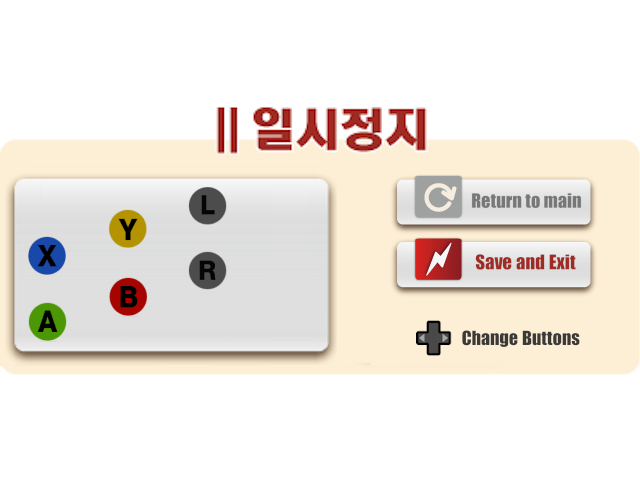 || 일시정지
L
Y
X
R
B
A
Return to main
Save and Exit
Change Buttons